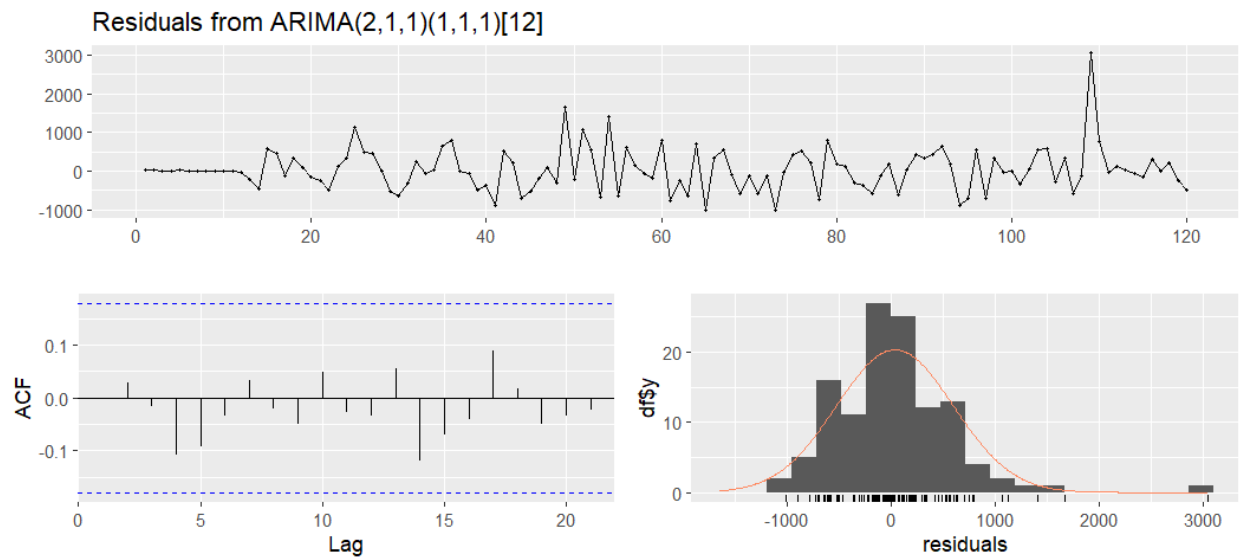 Residuals from ARIMA(2,1,1)(1,1,1)[12]
3000
2000
1000
0
-1000
0 20 40 60 80 100 120
ACF
0.1
0.0
-0.1
0 5 10 15 20
Lag
df$y
20
10
0
-1000 0 1000 2000 3000
residuals